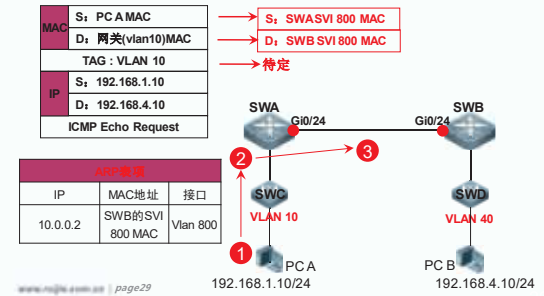 MAC
S：PC A MAC
S：SWA SVI 800 MAC
D：网关(vlan10)MAC
D：SWB SVI 800 MAC
TAG：VLAN 10
待定
IP
S：192.168.1.10
D：192.168.4.10
ICMP Echo Request
SWA
SWB
Gi0/24
Gi0/24
2
3
ARP表项
IP
MAC地址
接口
10.0.0.2
SWB的SVI
800 MAC
Vlan 800
SWC
SWD
VLAN 10
VLAN 40
1
PC A
PC B
192.168.1.10/24
192.168.4.10/24
page29